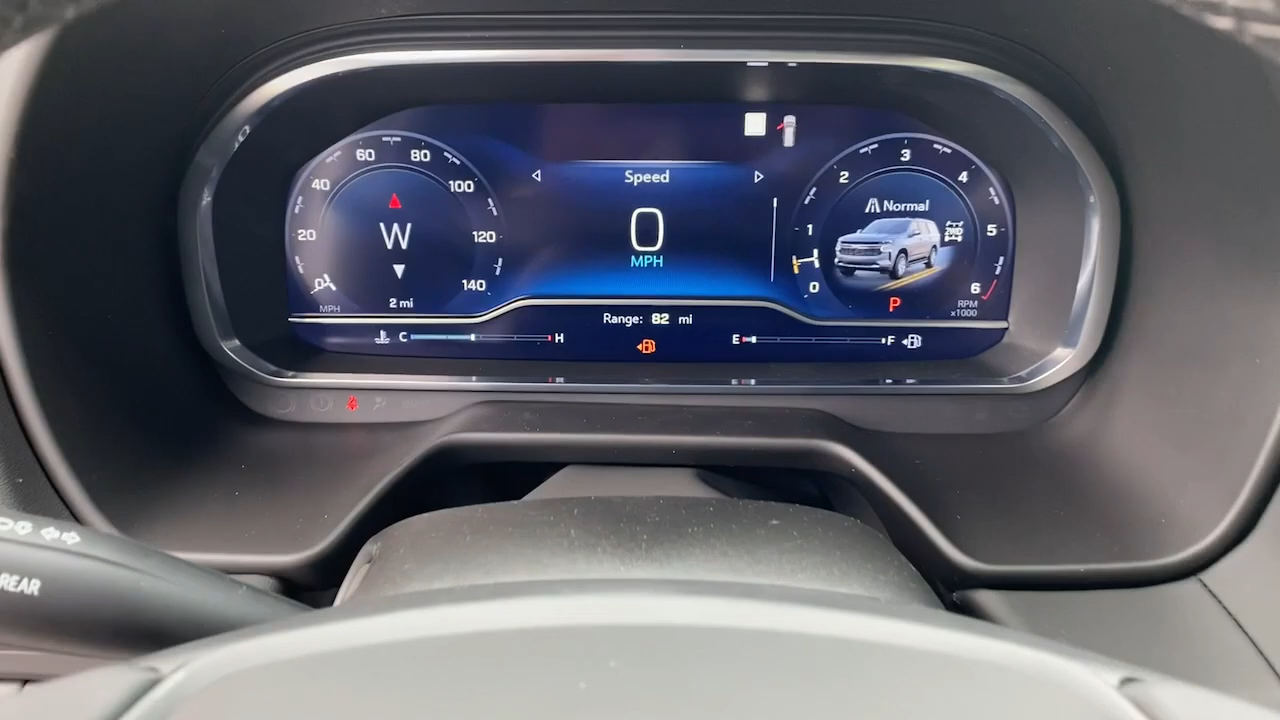 60 80
40 100
20 120
140
W
2 mi
MPH
Speed
0
MPH
Range: 82 mi
C H
E F
3
2 4
1 5
0 6
Normal
2WD
P
RPM
x1000
REAR